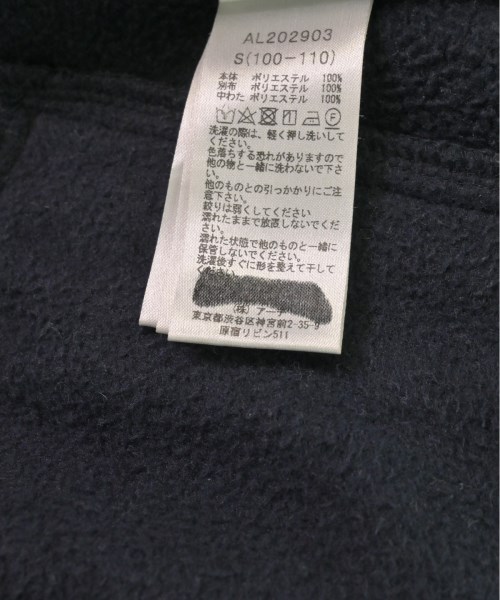 AL202903
S(100-110)
本体 ポリエステル 100%
別布 ポリエステル 100%
中わた ポリエステル 100%
洗濯の際は、軽く押し洗いして
ください。
色落ちする恐れがありますので
他の物と一緒に洗わないで下さ
い。
他のものとの引っかかりにご注
意下さい。
絞りは弱くしてください
濡れたままで放置しないでくだ
さい。
濡れた状態で他のものと一緒に
保管しないでください。
洗濯後すぐに形を整えて干して
ください
(株) アーチ
東京都渋谷区神宮前2-35-9
原宿リビン511